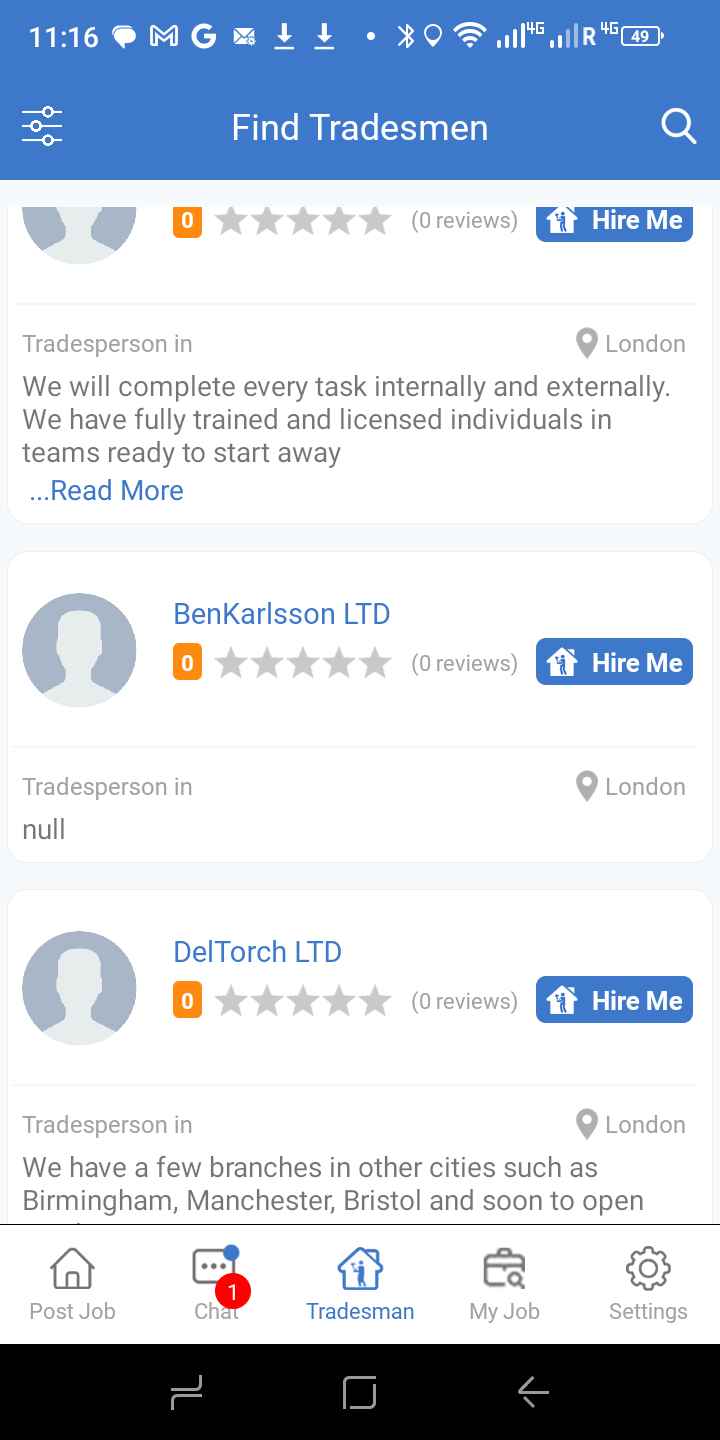 11:16
4G
R
4G
49
Find Tradesmen
0
(0 reviews)
Hire Me
Tradesperson in
London
We will complete every task internally and externally.
We have fully trained and licensed individuals in
teams ready to start away
...Read More
BenKarlsson LTD
0
(0 reviews)
Hire Me
Tradesperson in
London
null
DelTorch LTD
0
(0 reviews)
Hire Me
Tradesperson in
London
We have a few branches in other cities such as
Birmingham, Manchester, Bristol and soon to open
Post Job
Chat
1
Tradesman
My Job
Settings